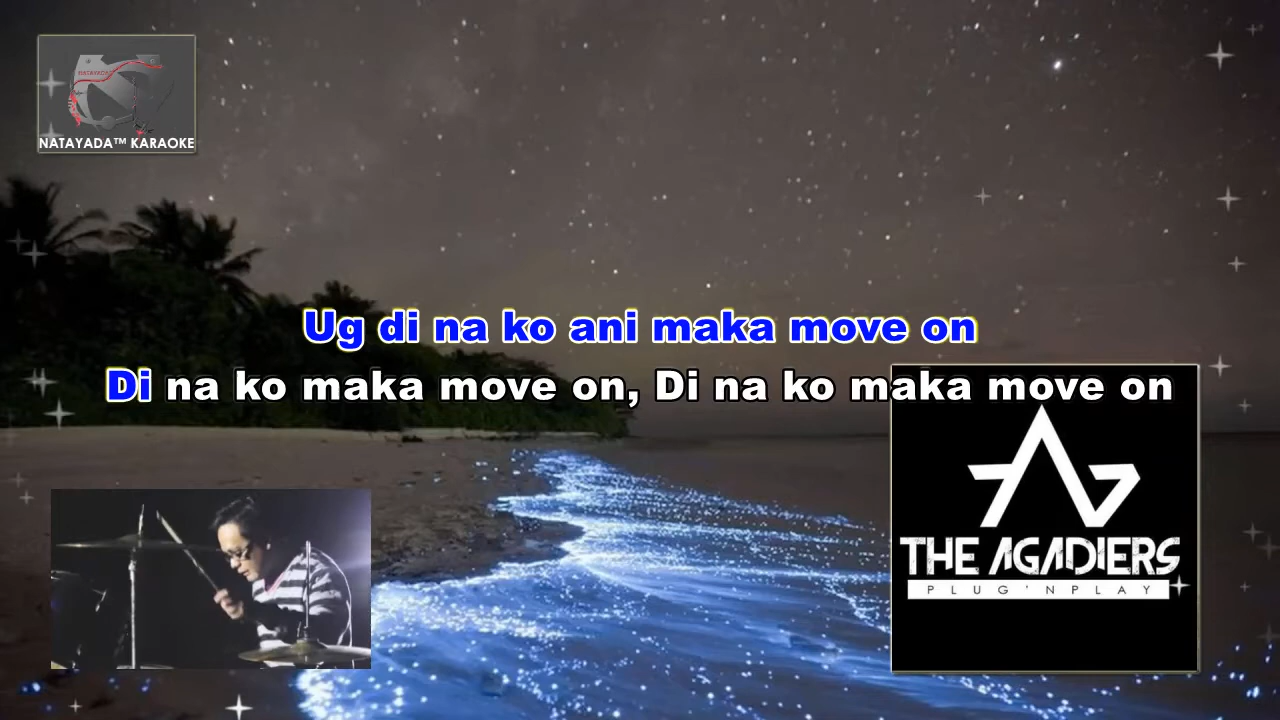 NATAYADA™ KARAOKE
Ug di na ko ani maka move on
Di na ko maka move on, Di na ko maka move on
THE AGADIERS
PLUG'NPLAY